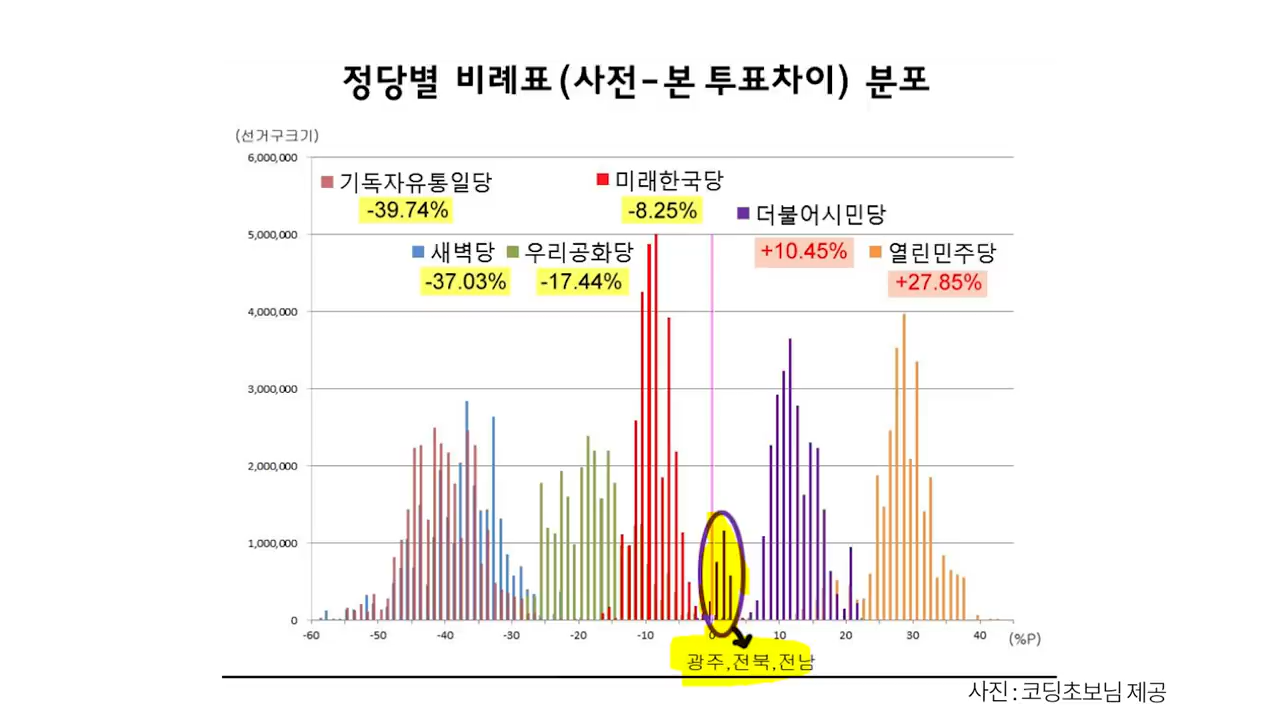 정당별 비례표 (사전-본 투표차이) 분포
(선거구크기)
6,000,000
기독자유통일당
-39.74%
미래한국당
-8.25%
더불어시민당
+10.45%
5,000,000
새벽당
-37.03%
우리공화당
-17.44%
열린민주당
+27.85%
4,000,000
3,000,000
2,000,000
1,000,000
0
-60 -50 -40 -30 -20 -10 0 10 20 30 40 (%P)
광주,전북,전남
사진 : 코딩초보님 제공